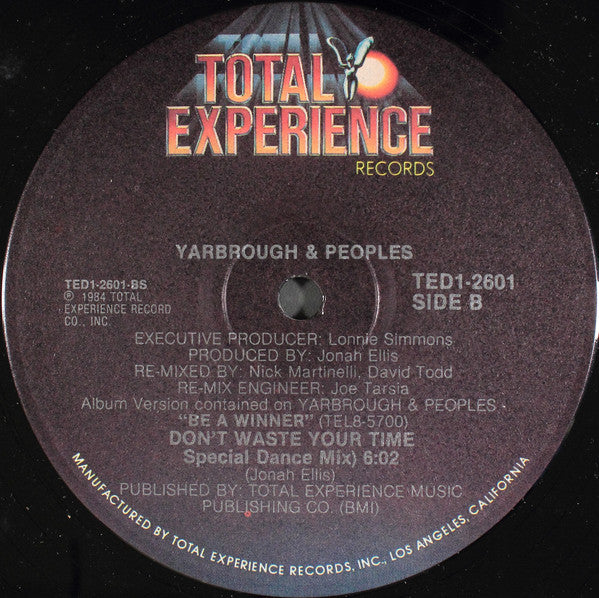 TOTAL
EXPERIENCE
RECORDS
YARBROUGH & PEOPLES
TED1-2601-BS
℗ 1984 TOTAL
EXPERIENCE RECORD
CO., INC.
TED1-2601
SIDE B
EXECUTIVE PRODUCER: Lonnie Simmons
PRODUCED BY: Jonah Ellis
RE-MIXED BY: Nick Martinelli, David Todd
RE-MIX ENGINEER: Joe Tarsia
Album Version contained on YARBROUGH & PEOPLES -
"BE A WINNER" (TEL8-5700)
DON'T WASTE YOUR TIME
Special Dance Mix) 6:02
(Jonah Ellis)
PUBLISHED BY: TOTAL EXPERIENCE MUSIC
PUBLISHING CO. (BMI)
MANUFACTURED BY TOTAL EXPERIENCE RECORDS, INC., LOS ANGELES, CALIFORNIA